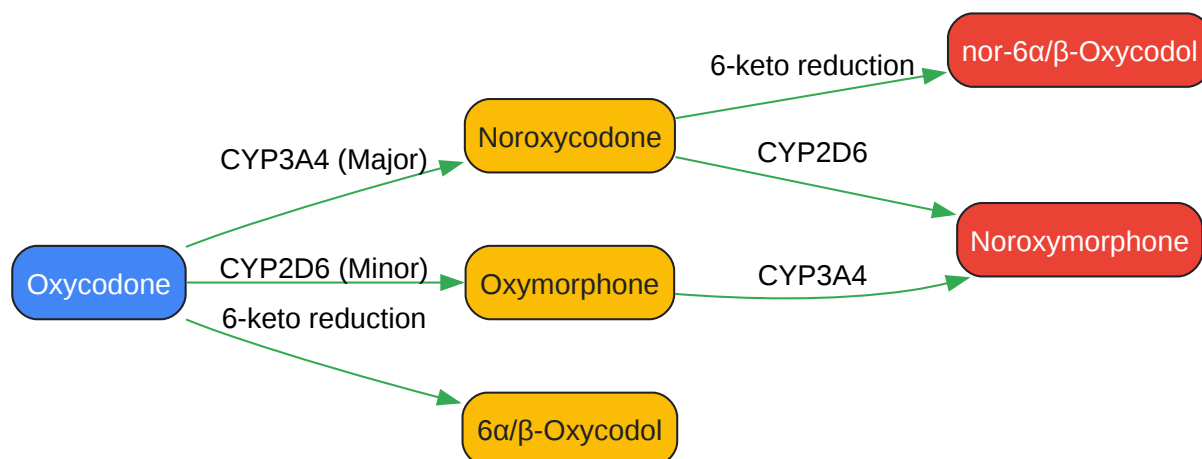 nor-6α/β-Oxycodol
6-keto reduction
Noroxycodone
CYP3A4 (Major)
CYP2D6
Noroxymorphone
Oxycodone
CYP2D6 (Minor)
Oxymorphone
CYP3A4
6-keto reduction
6α/β-Oxycodol